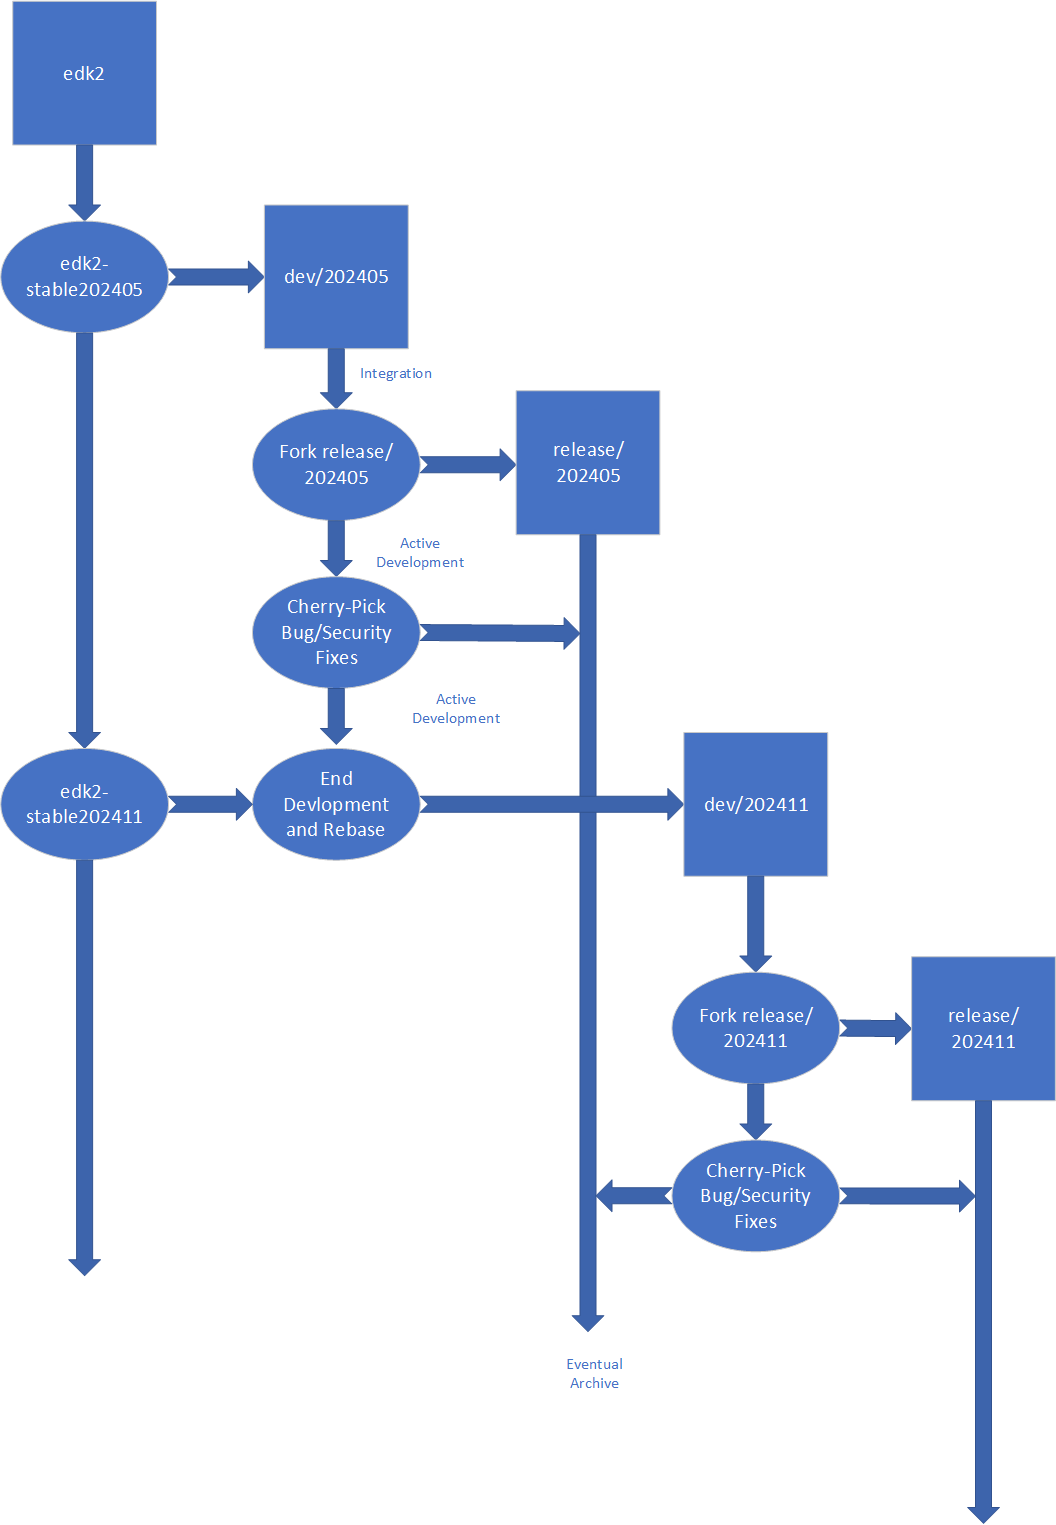 edk2
edk2-
stable202405
dev/202405
Integration
Fork release/
202405
release/
202405
Active
Development
Cherry-Pick
Bug/Security
Fixes
Active
Development
edk2-
stable202411
End
Devlopment
and Rebase
dev/202411
Fork release/
202411
release/
202411
Cherry-Pick
Bug/Security
Fixes
Eventual
Archive